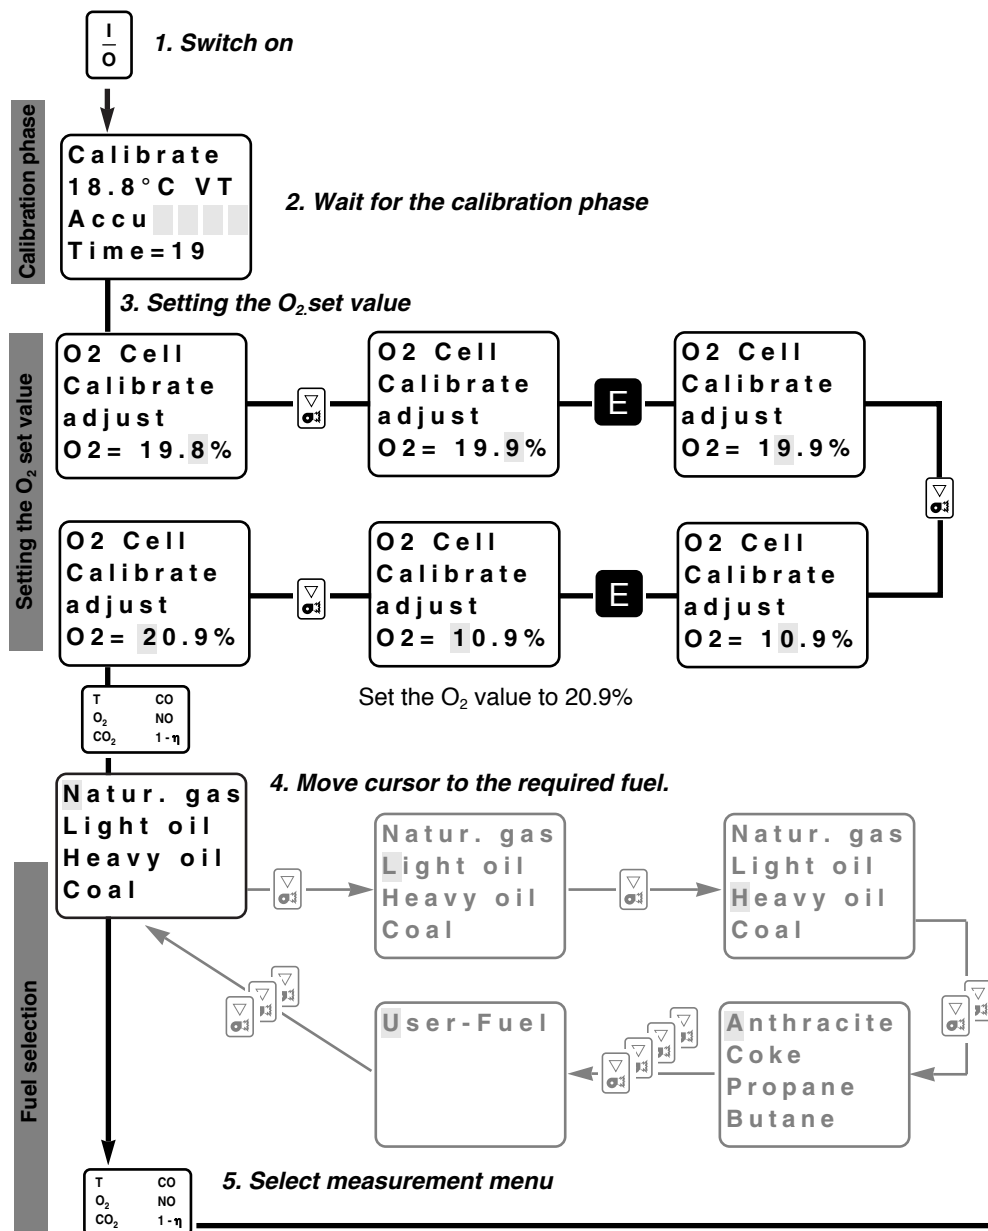 I
O
1. Switch on
Calibration phase
Calibrate
18.8°C VT
Accu
Time=19
2. Wait for the calibration phase
3. Setting the O2.set value
Setting the O2 set value
O2 Cell
Calibrate
adjust
O2= 19.8%
O2 Cell
Calibrate
adjust
O2= 19.9%
E
O2 Cell
Calibrate
adjust
O2= 19.9%
O2 Cell
Calibrate
adjust
O2= 20.9%
O2 Cell
Calibrate
adjust
O2= 10.9%
E
O2 Cell
Calibrate
adjust
O2= 10.9%
Set the O2 value to 20.9%
T CO
O2 NO
CO2 1-η
4. Move cursor to the required fuel.
Fuel selection
Natur. gas
Light oil
Heavy oil
Coal
Natur. gas
Light oil
Heavy oil
Coal
Natur. gas
Light oil
Heavy oil
Coal
User-Fuel
Anthracite
Coke
Propane
Butane
5. Select measurement menu
T CO
O2 NO
CO2 1-η